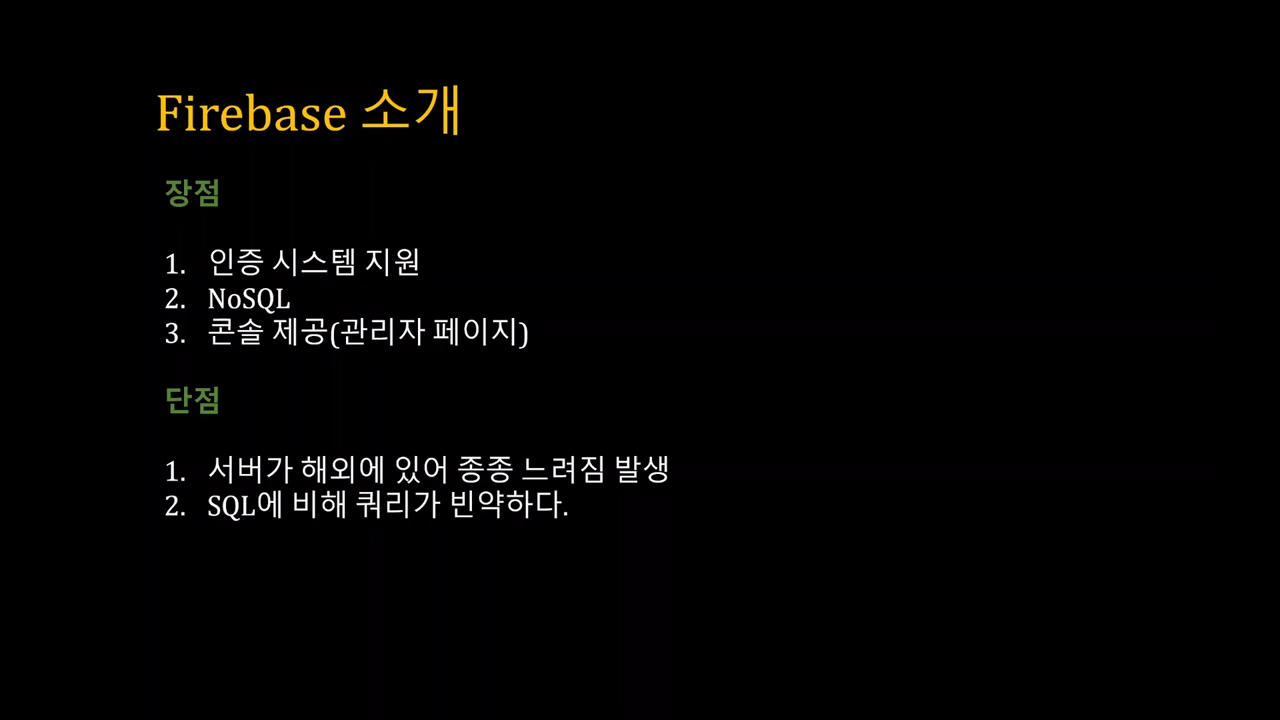 Firebase 소개
장점
1. 인증 시스템 지원
2. NoSQL
3. 콘솔 제공(관리자 페이지)
단점
1. 서버가 해외에 있어 종종 느려짐 발생
2. SQL에 비해 쿼리가 빈약하다.